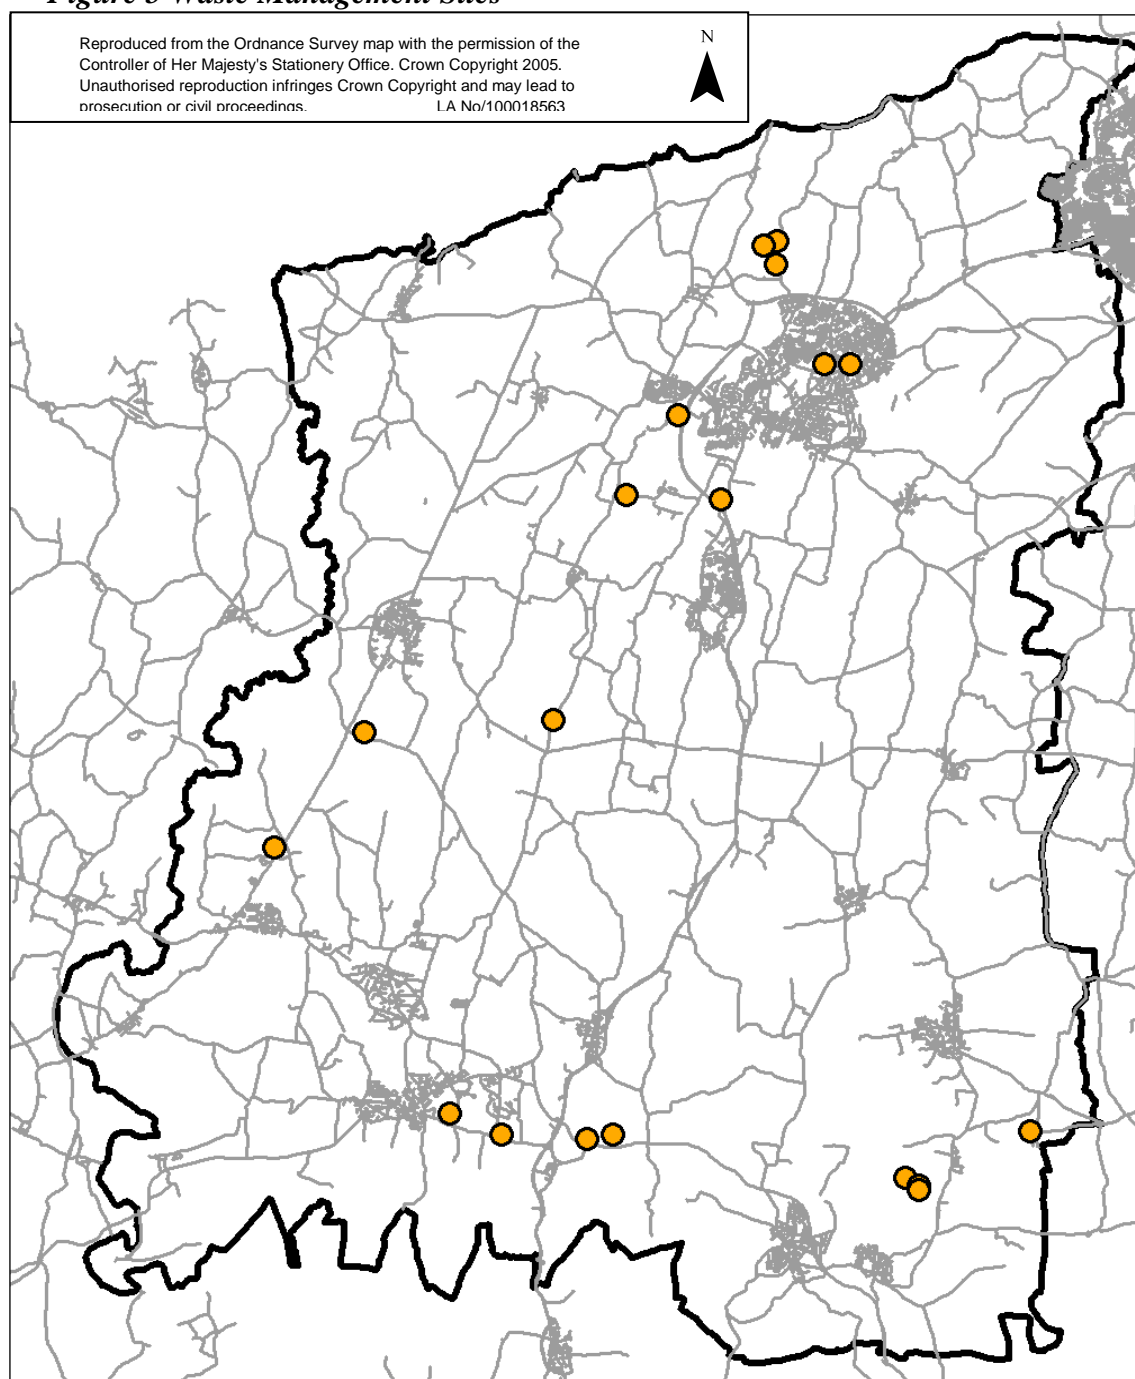 Figure 3 Waste Management Sites
Reproduced from the Ordnance Survey map with the permission of the
Controller of Her Majesty's Stationery Office. Crown Copyright 2005.
Unauthorised reproduction infringes Crown Copyright and may lead to
prosecution or civil proceedings. LA No/100018563
N